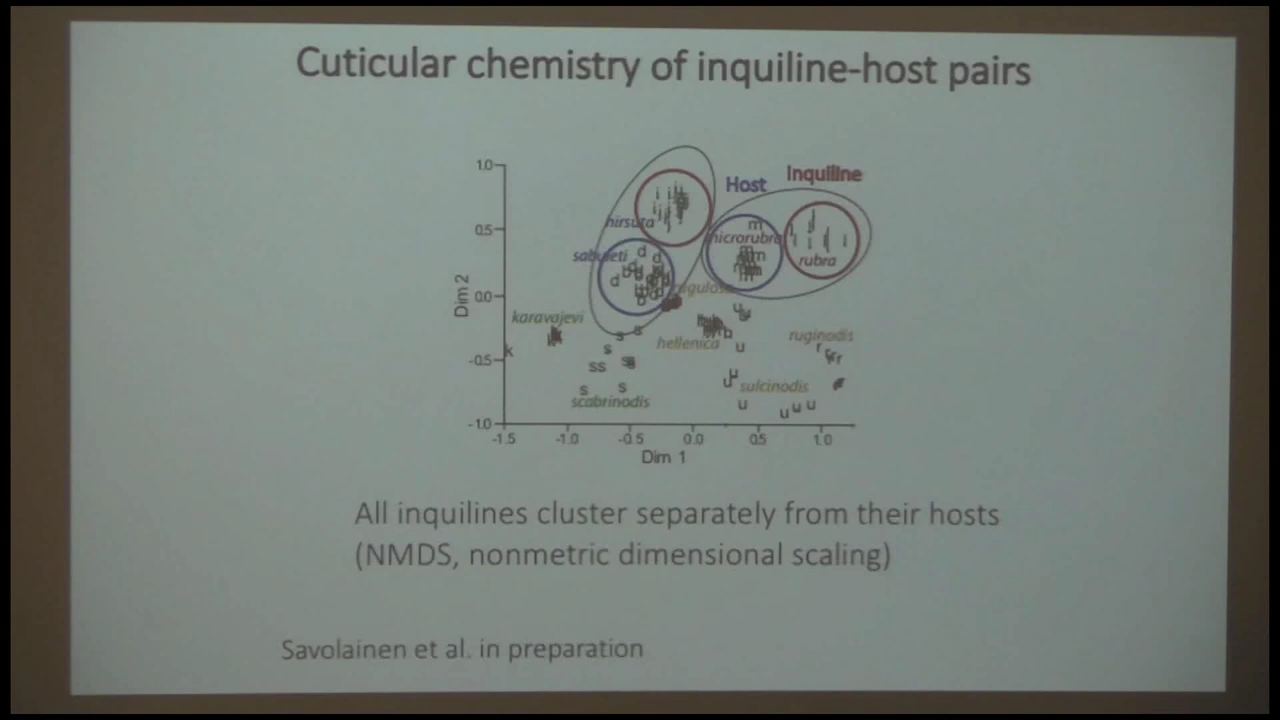 Cuticular chemistry of inquiline-host pairs
1.0
Host
Inquiline
hirsuta
0.5
microrubra
sabuleti
rubra
rugulosa
Dim 2
0.0
karavajevi
hellenica
ruginodis
-0.5
sulcinodis
scabrinodis
-1.0
-1.5 -1.0 -0.5 0.0 0.5 1.0
Dim 1
All inquilines cluster separately from their hosts
(NMDS, nonmetric dimensional scaling)
Savolainen et al. in preparation